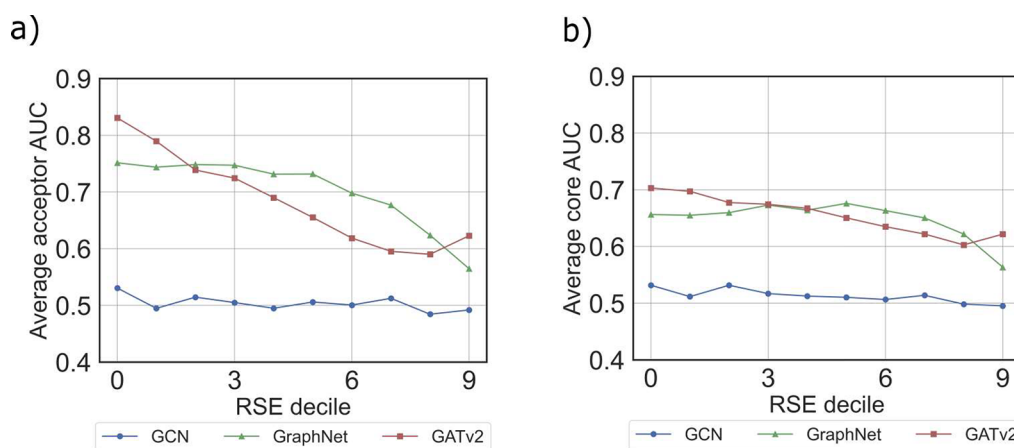 a)
Average acceptor AUC
0.9
0.8
0.7
0.6
0.5
0.4
0 3 6 9
RSE decile
GCN GraphNet GATv2
b)
Average core AUC
0.9
0.8
0.7
0.6
0.5
0.4
0 3 6 9
RSE decile
GCN GraphNet GATv2